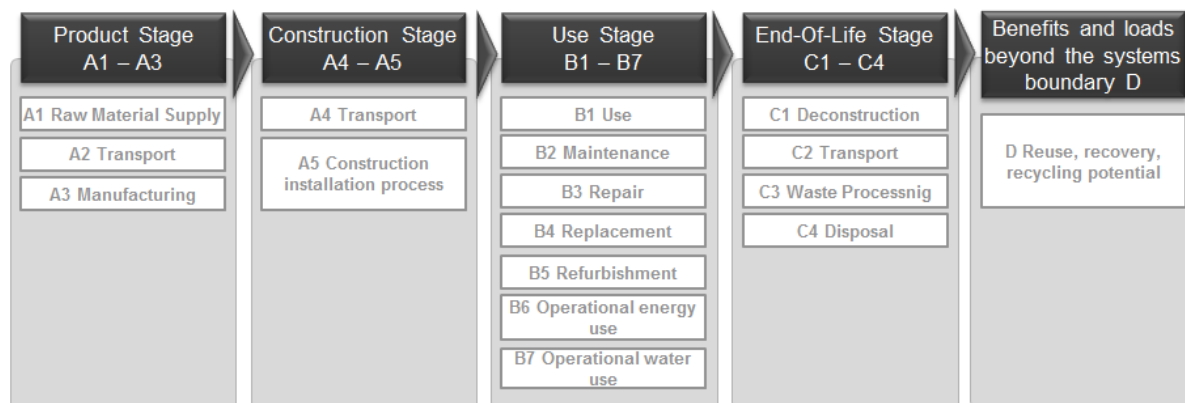 Product Stage
A1 – A3
A1 Raw Material Supply
A2 Transport
A3 Manufacturing
Construction Stage
A4 – A5
A4 Transport
A5 Construction
installation process
Use Stage
B1 – B7
B1 Use
B2 Maintenance
B3 Repair
B4 Replacement
B5 Refurbishment
B6 Operational energy
use
B7 Operational water
use
End-Of-Life Stage
C1 – C4
C1 Deconstruction
C2 Transport
C3 Waste Processnig
C4 Disposal
Benefits and loads
beyond the systems
boundary D
D Reuse, recovery,
recycling potential